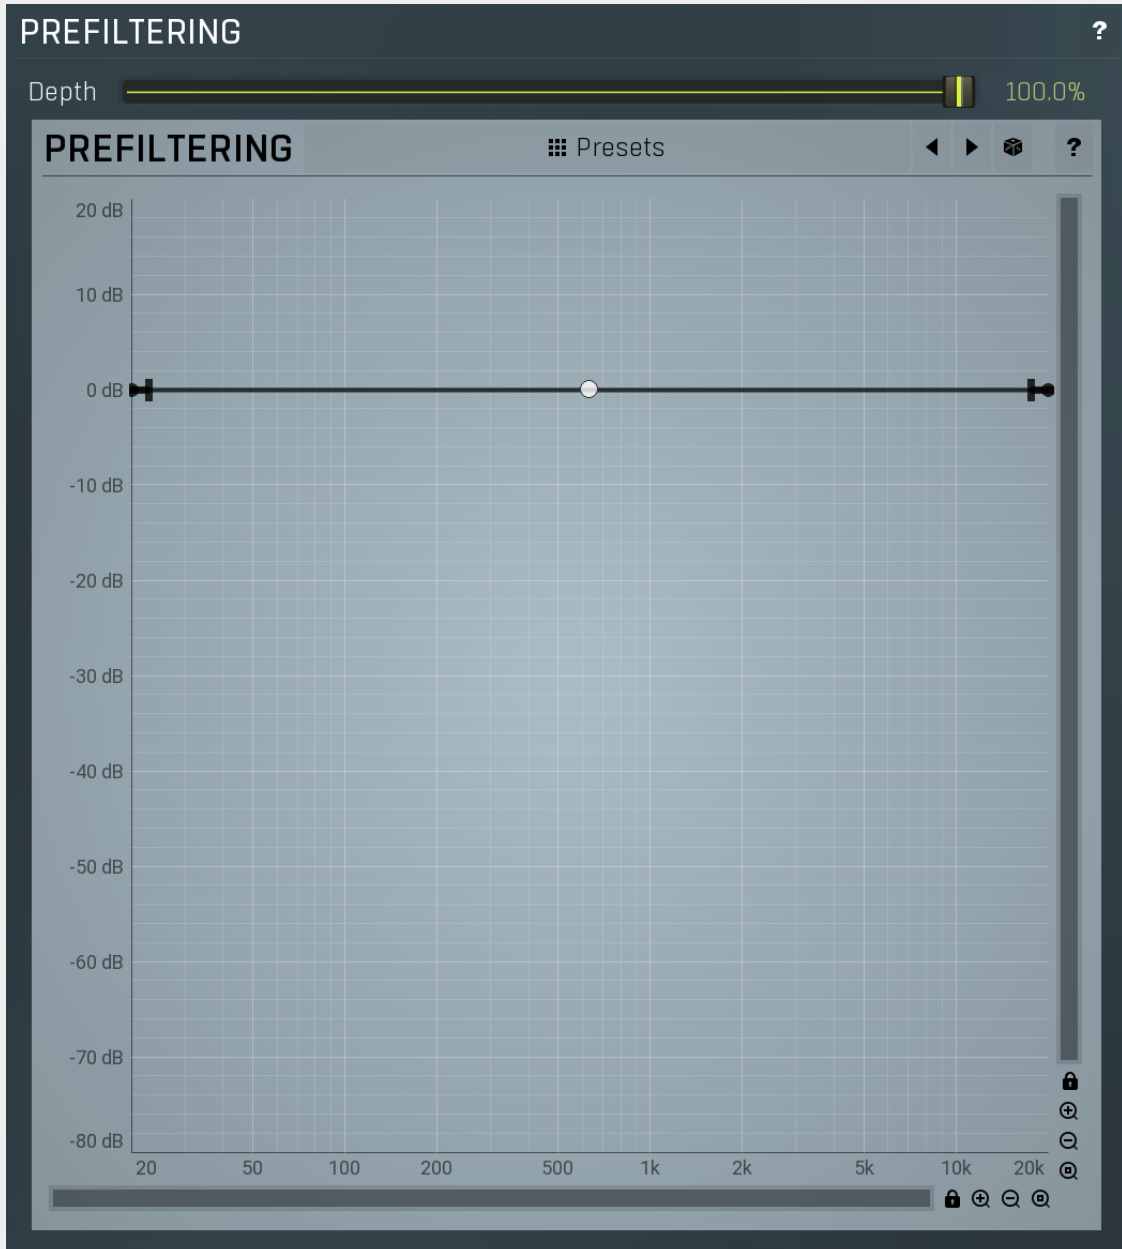 PREFILTERING ?
Depth 100.0%
PREFILTERING Presets ?
20 dB
10 dB
0 dB
-10 dB
-20 dB
-30 dB
-40 dB
-50 dB
-60 dB
-70 dB
-80 dB
20 50 100 200 500 1k 2k 5k 10k 20k